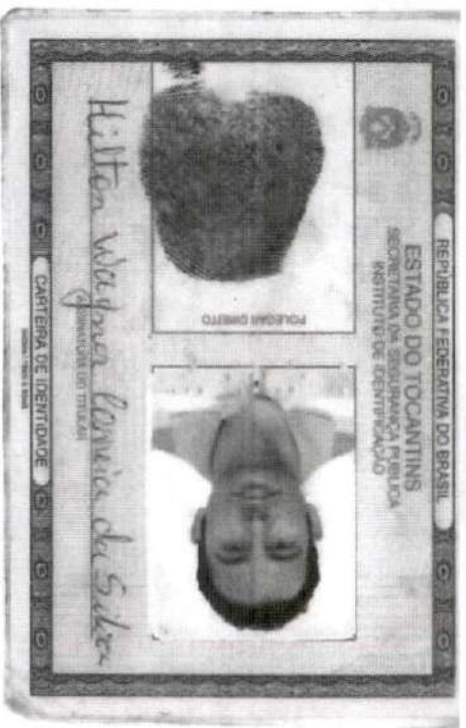 REPÚBLICA FEDERATIVA DO BRASIL
ESTADO DO TOCANTINS
SECRETARIA DA SEGURANÇA PÚBLICA
INSTITUTO DE IDENTIFICAÇÃO
POLEGAR DIREITO
Hilton Wagner Correia da Silva
ASSINATURA DO TITULAR
CARTEIRA DE IDENTIDADE